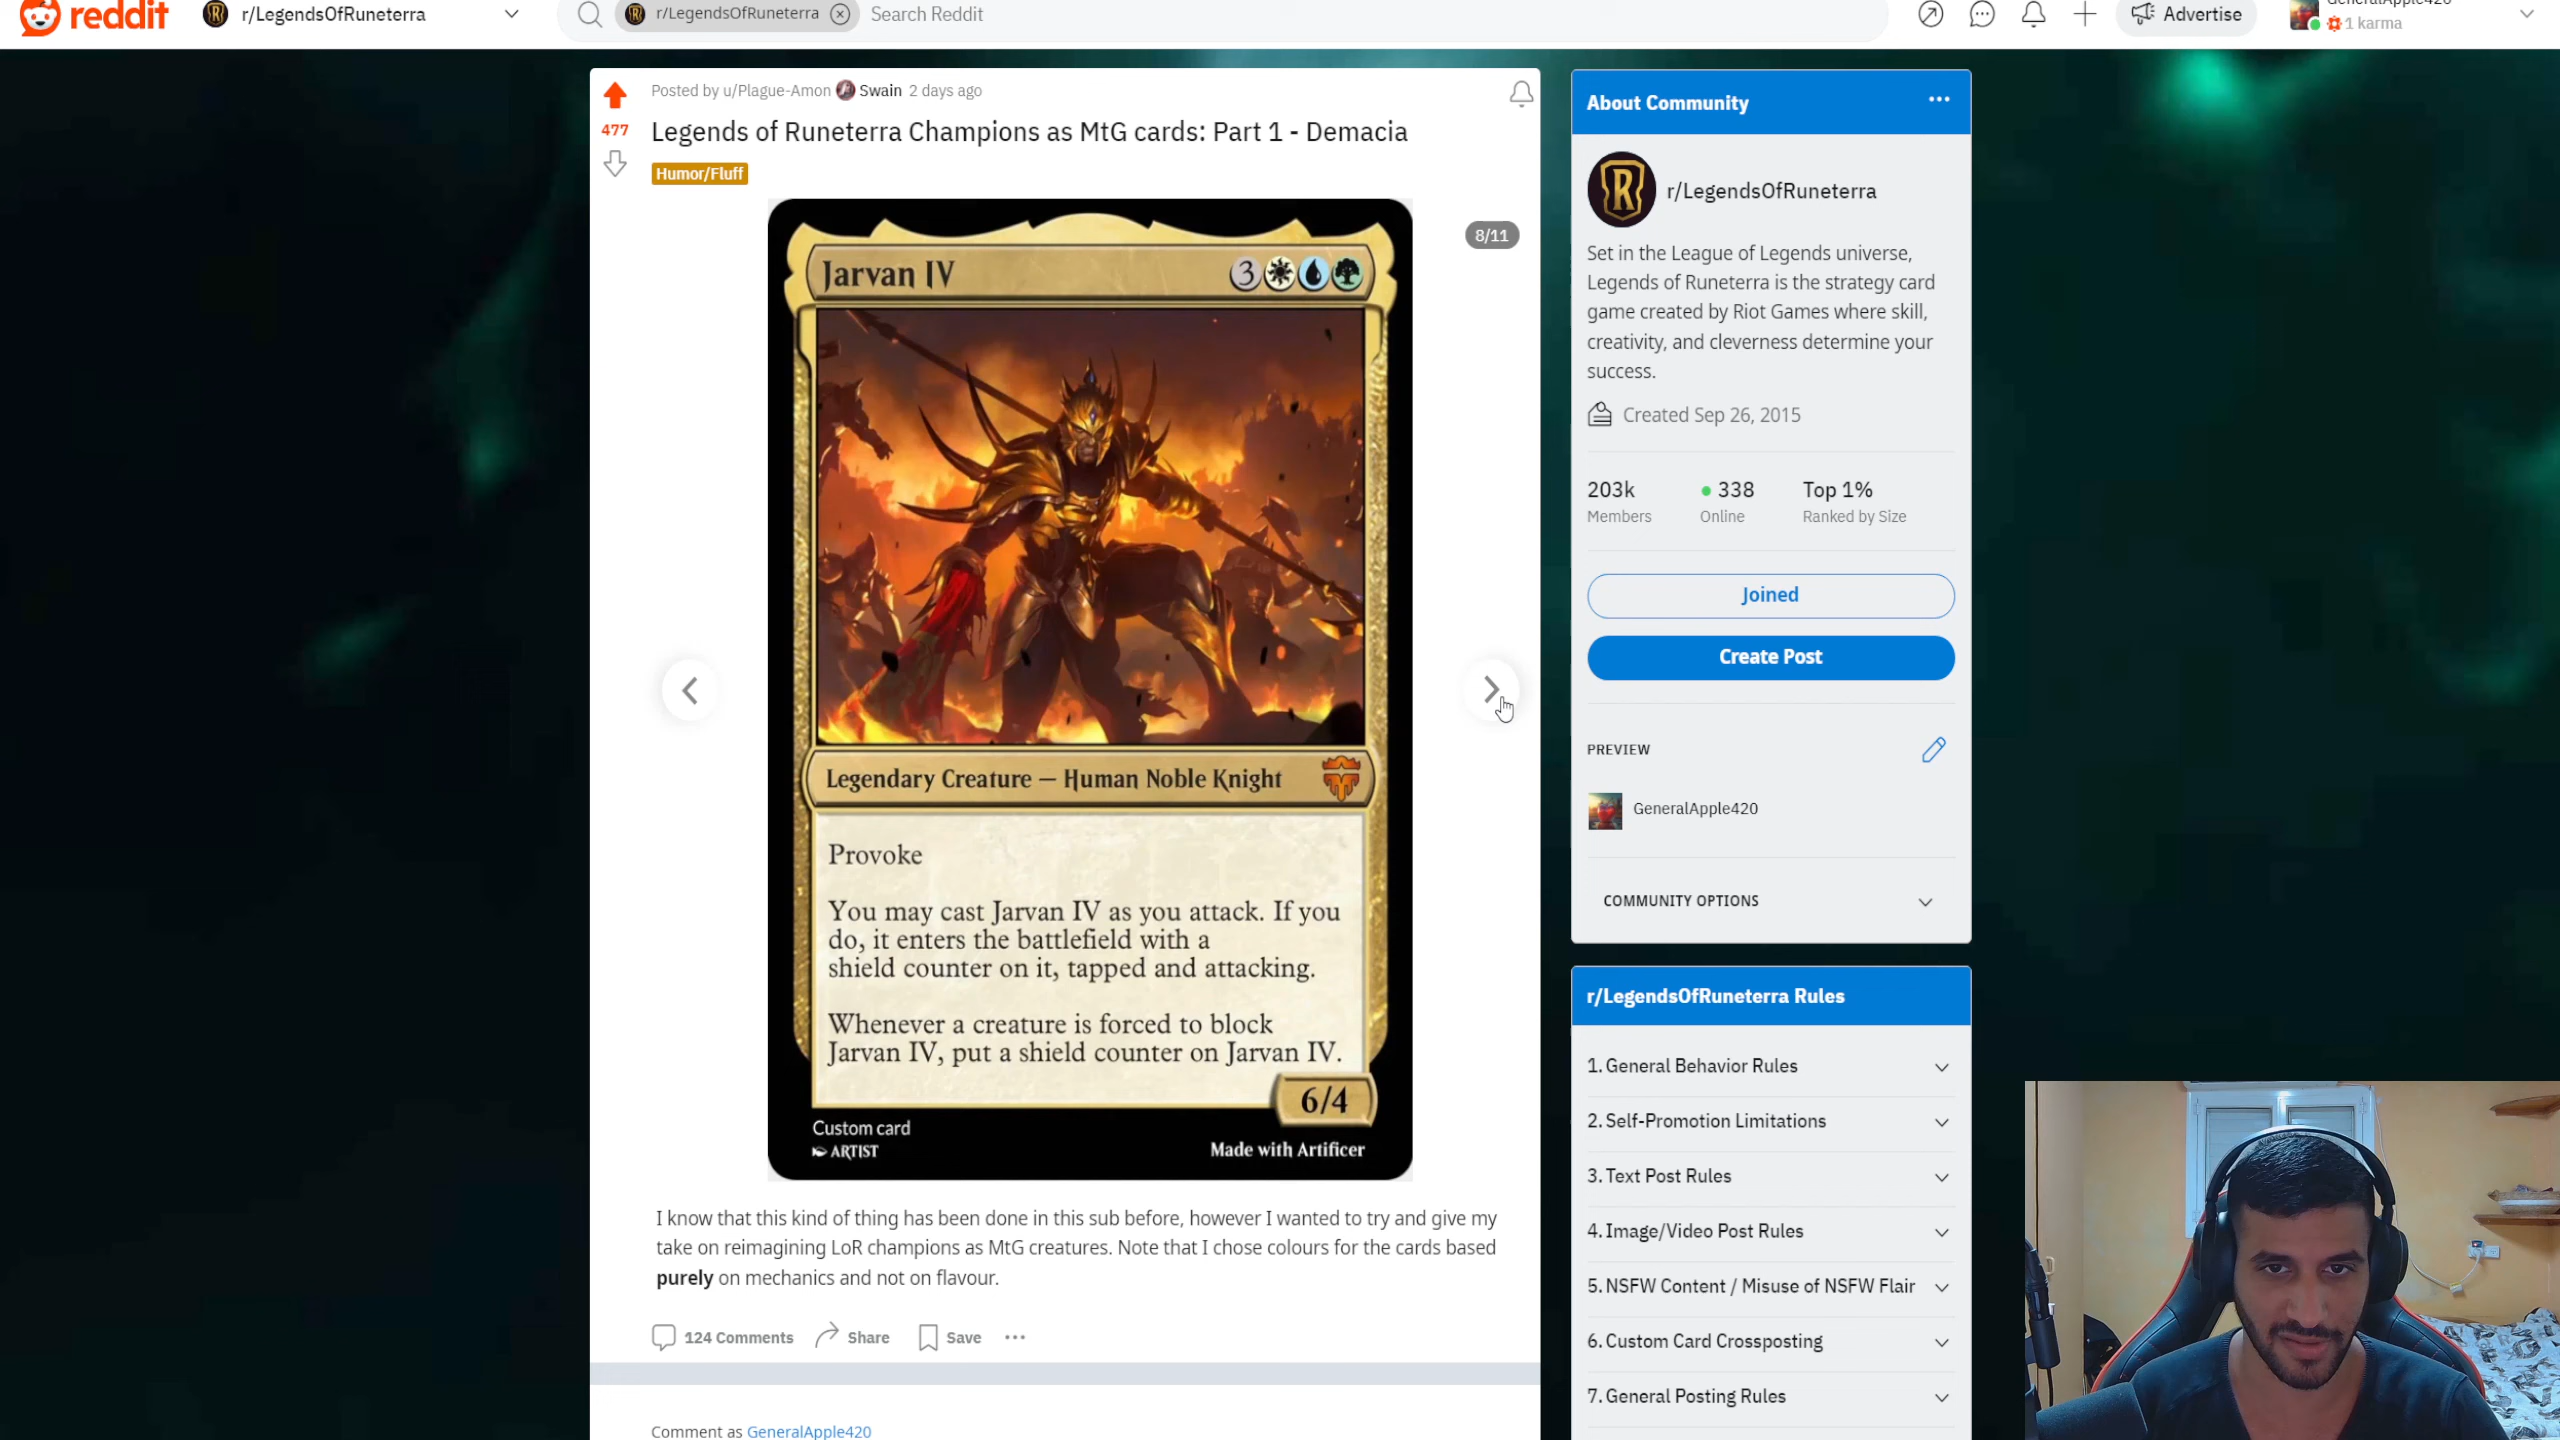 reddit
r/LegendsOfRuneterra
r/LegendsOfRuneterra
Search Reddit
Advertise
GeneralApple420
1 karma
477
Posted by u/Plague-Amon Swain 2 days ago
Legends of Runeterra Champions as MtG cards: Part 1 - Demacia
Humor/Fluff
8/11
Jarvan IV
3
Legendary Creature — Human Noble Knight
Provoke
You may cast Jarvan IV as you attack. If you
do, it enters the battlefield with a
shield counter on it, tapped and attacking.
Whenever a creature is forced to block
Jarvan IV, put a shield counter on Jarvan IV.
6/4
Custom card
ARTIST
Made with Artificer
I know that this kind of thing has been done in this sub before, however I wanted to try and give my
take on reimagining LoR champions as MtG creatures. Note that I chose colours for the cards based
purely on mechanics and not on flavour.
124 Comments
Share
Save
Comment as GeneralApple420
About Community
r/LegendsOfRuneterra
Set in the League of Legends universe,
Legends of Runeterra is the strategy card
game created by Riot Games where skill,
creativity, and cleverness determine your
success.
Created Sep 26, 2015
203k
Members
338
Online
Top 1%
Ranked by Size
Joined
Create Post
PREVIEW
GeneralApple420
COMMUNITY OPTIONS
r/LegendsOfRuneterra Rules
1. General Behavior Rules
2. Self-Promotion Limitations
3. Text Post Rules
4. Image/Video Post Rules
5. NSFW Content / Misuse of NSFW Flair
6. Custom Card Crossposting
7. General Posting Rules